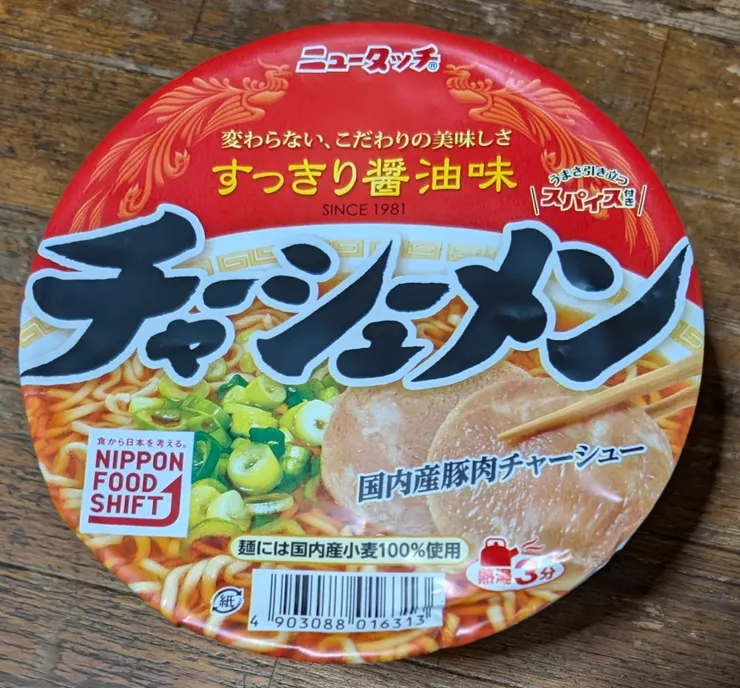 ニュータッチ®
変わらない、こだわりの美味しさ
すっきり醤油味
SINCE 1981
うまさ引き立つ
スパイス付き
チャーシューメン
食から日本を考える。
NIPPON
FOOD
SHIFT
国内産豚肉チャーシュー
麺には国内産小麦100%使用
熱湯3分
紙
4 903088 016313